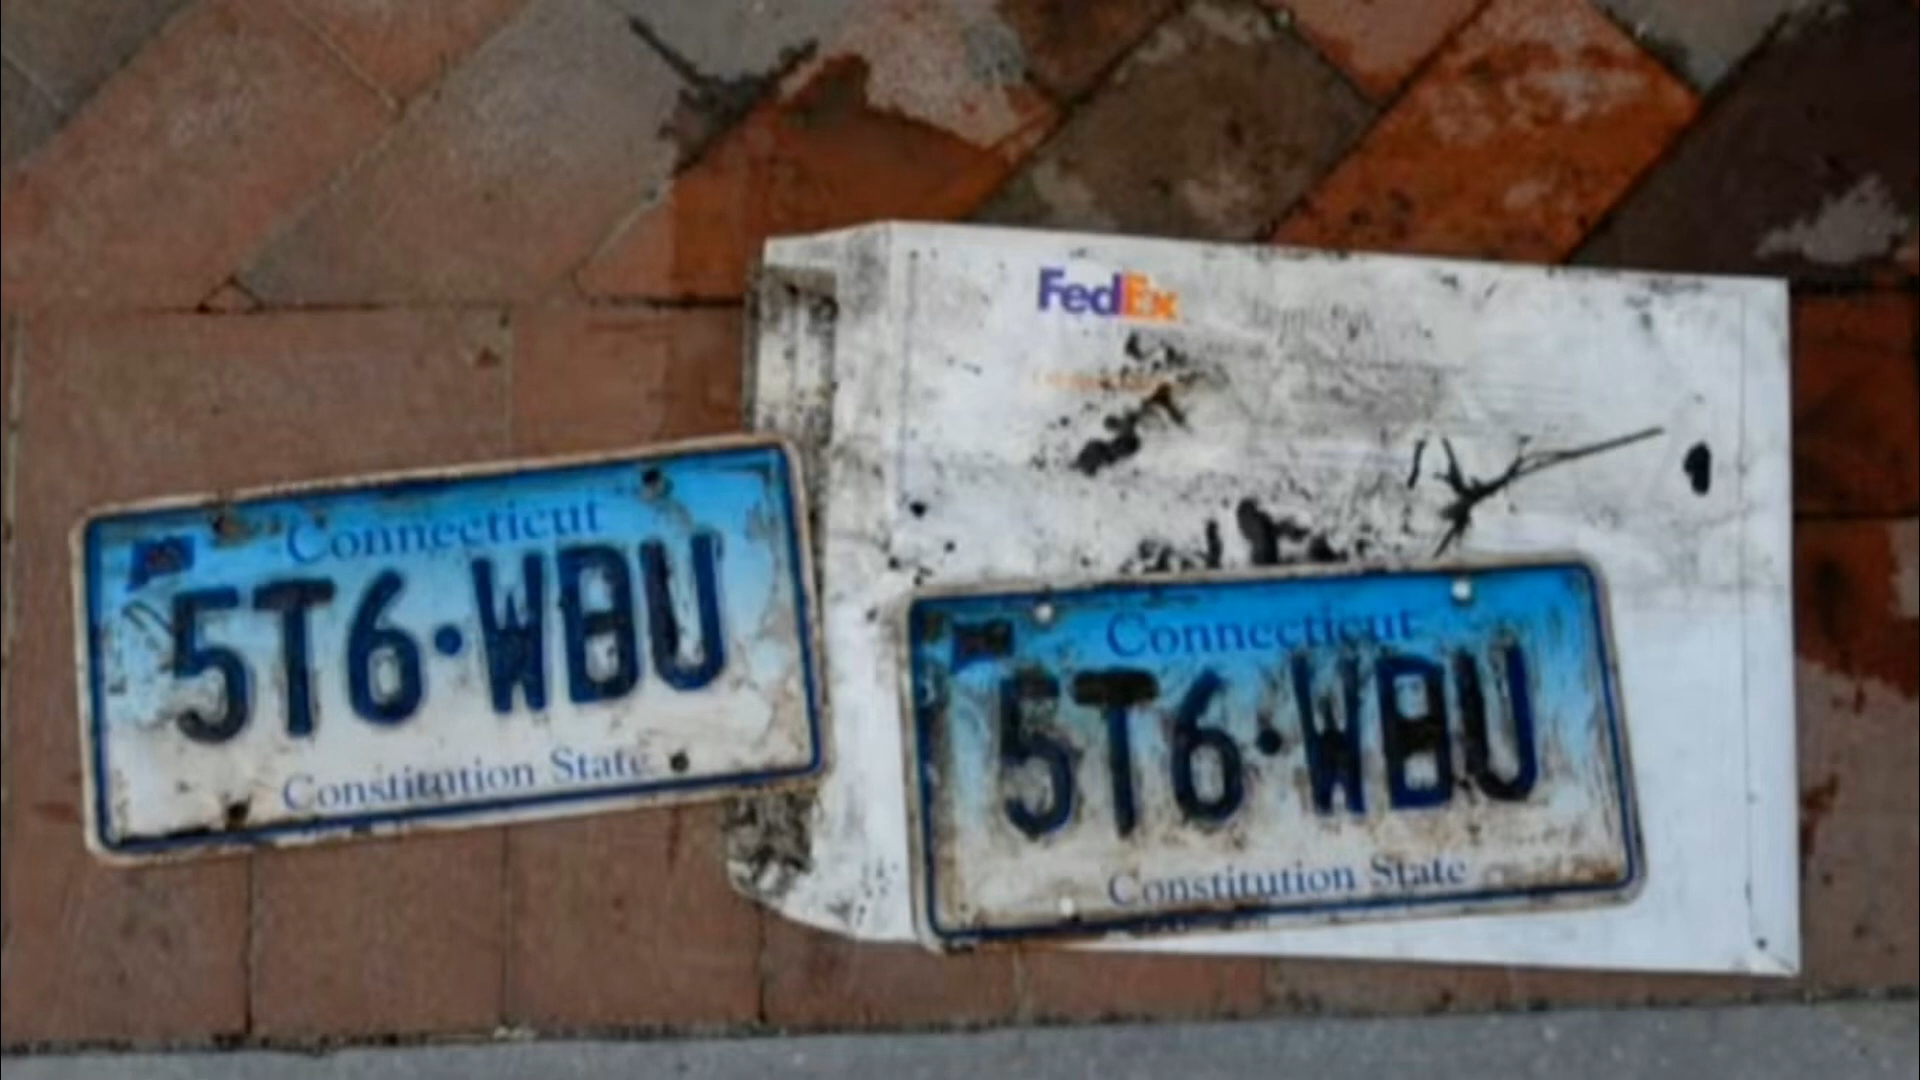 FedEx
Connecticut
5T6·WBU
Constitution State
Connecticut
5T6·WBU
Constitution State